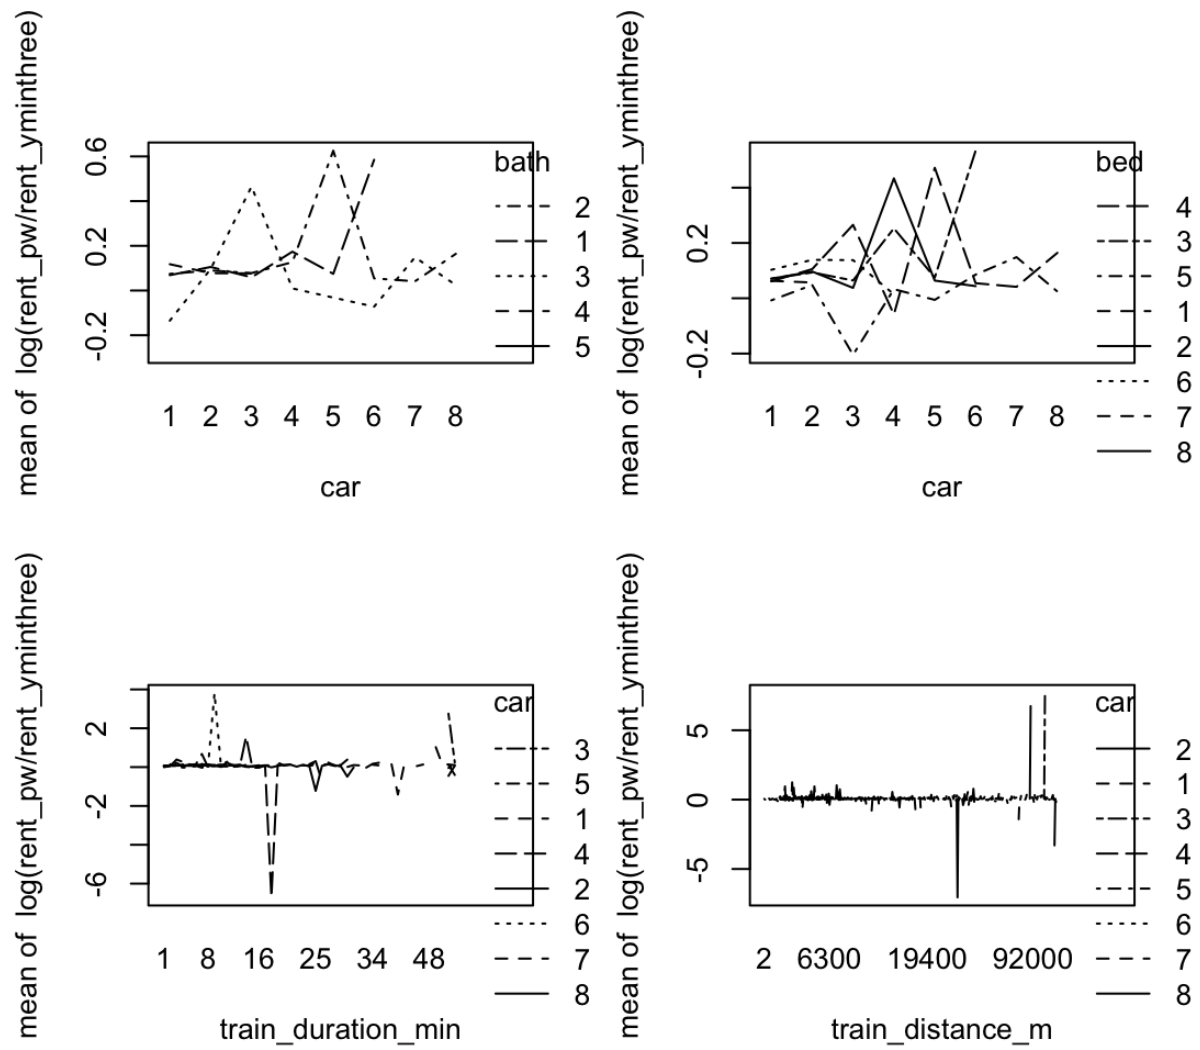 mean of log(rent_pw/rent_yminthree)
0.6
0.2
-0.2
1 2 3 4 5 6 7 8
car
bath
2
1
3
4
5
mean of log(rent_pw/rent_yminthree)
0.2
-0.2
1 2 3 4 5 6 7 8
car
bed
4
3
5
1
2
6
7
8
mean of log(rent_pw/rent_yminthree)
2
-2
-6
1 8 16 25 34 48
train_duration_min
car
3
5
1
4
2
6
7
8
mean of log(rent_pw/rent_yminthree)
5
0
-5
2 6300 19400 92000
train_distance_m
car
2
1
3
4
5
6
7
8